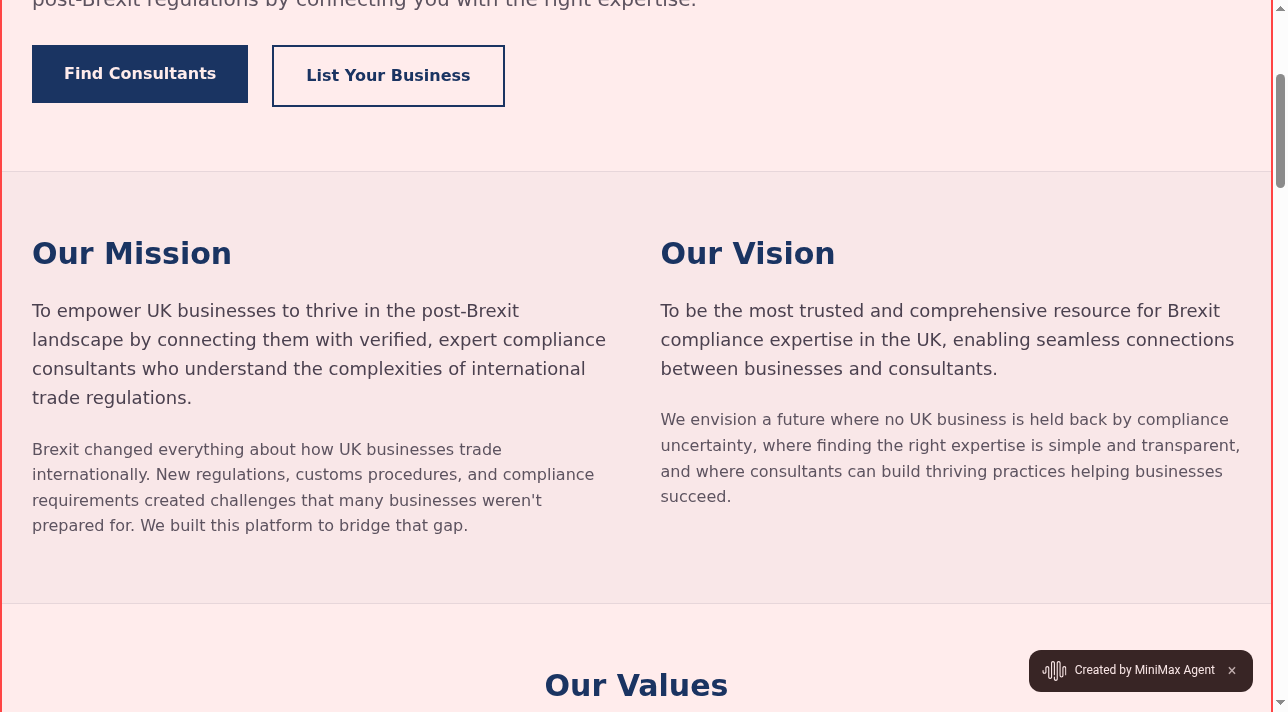 post-Brexit regulations by connecting you with the right expertise.
Find Consultants
List Your Business
Our Mission
To empower UK businesses to thrive in the post-Brexit
landscape by connecting them with verified, expert compliance
consultants who understand the complexities of international
trade regulations.
Brexit changed everything about how UK businesses trade
internationally. New regulations, customs procedures, and compliance
requirements created challenges that many businesses weren't
prepared for. We built this platform to bridge that gap.
Our Vision
To be the most trusted and comprehensive resource for Brexit
compliance expertise in the UK, enabling seamless connections
between businesses and consultants.
We envision a future where no UK business is held back by compliance
uncertainty, where finding the right expertise is simple and transparent,
and where consultants can build thriving practices helping businesses
succeed.
Our Values
Created by MiniMax Agent ×